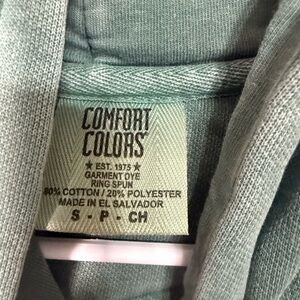 COMFORT
COLORS®
★ EST. 1975 ★
GARMENT DYE
RING SPUN
80% COTTON / 20% POLYESTER
MADE IN EL SALVADOR
S - P - CH